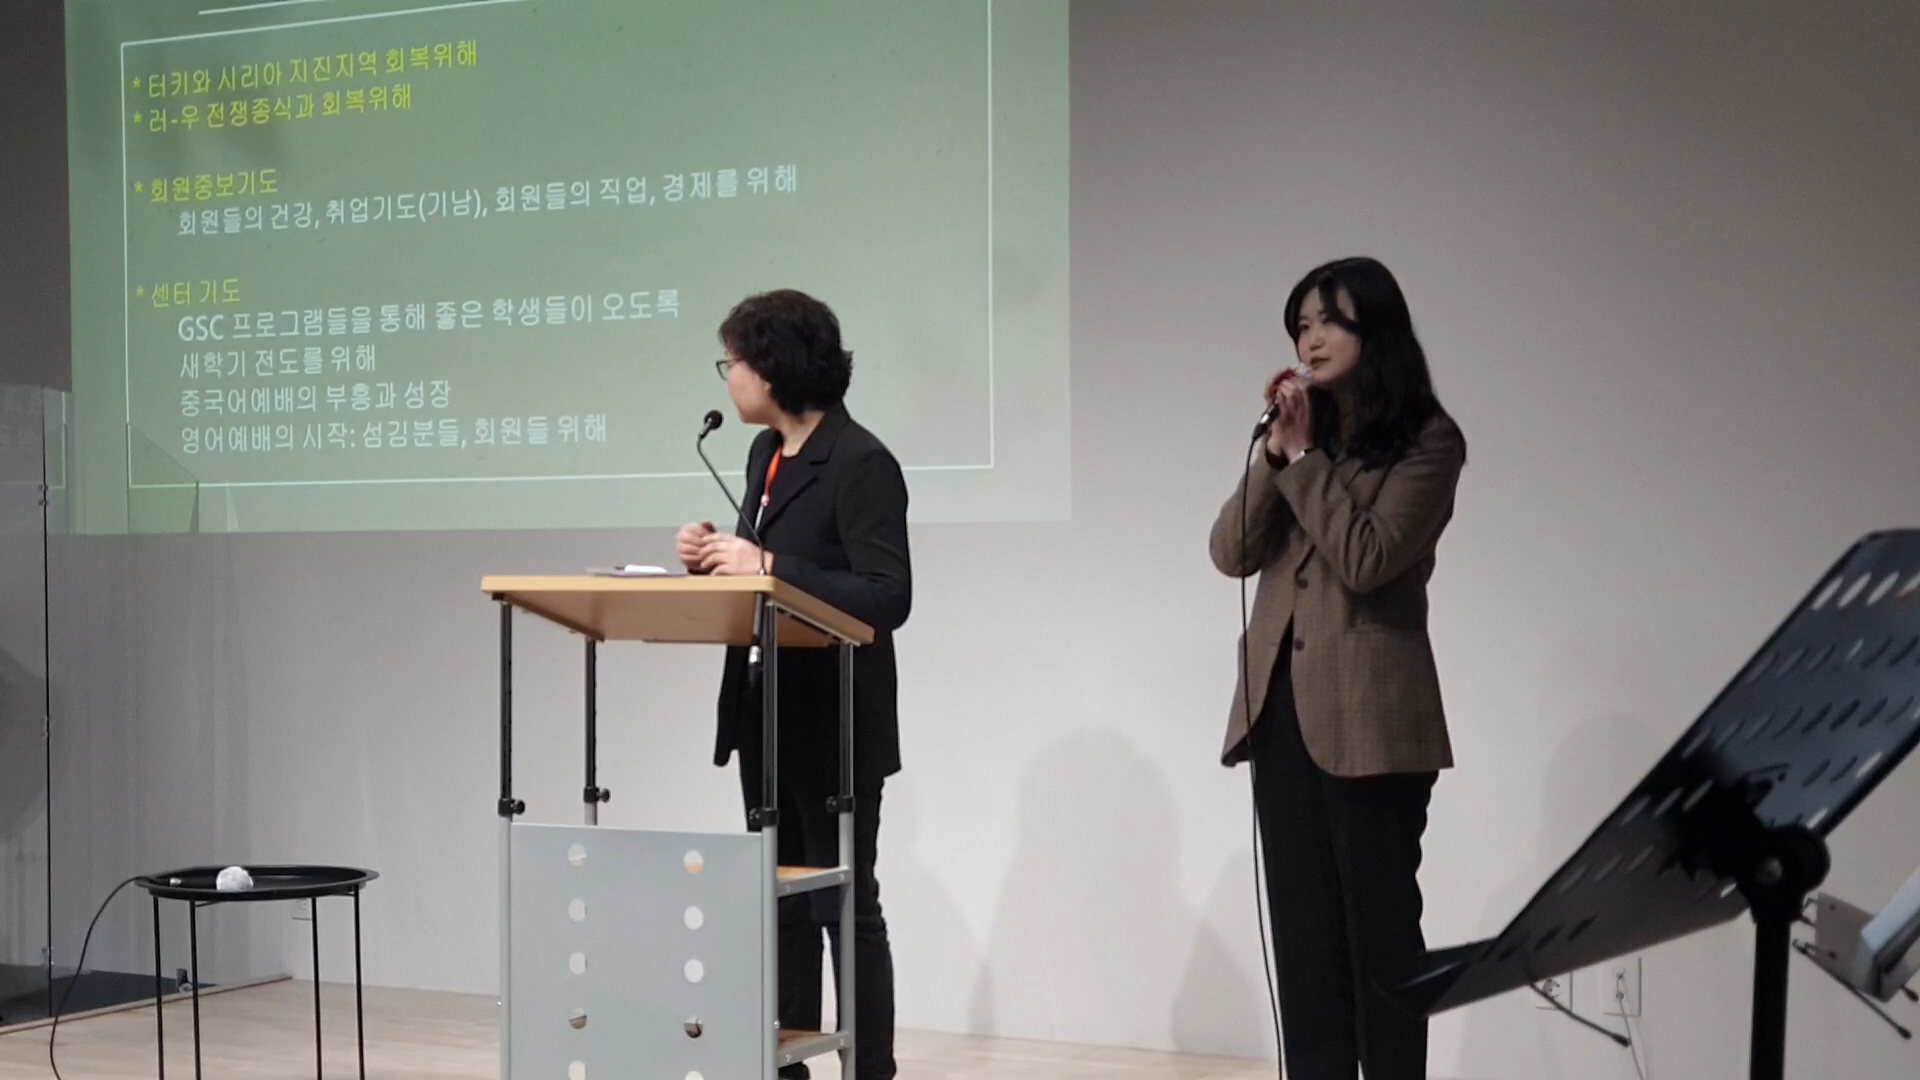 * 터키와 시리아 지진지역 회복위해
* 러-우 전쟁종식과 회복위해
* 회원중보기도
회원들의 건강, 취업기도(기남), 회원들의 직업, 경제를 위해
* 센터 기도
GSC 프로그램들을 통해 좋은 학생들이 오도록
새학기 전도를 위해
중국어예배의 부흥과 성장
영어예배의 시작: 섬김분들, 회원들 위해